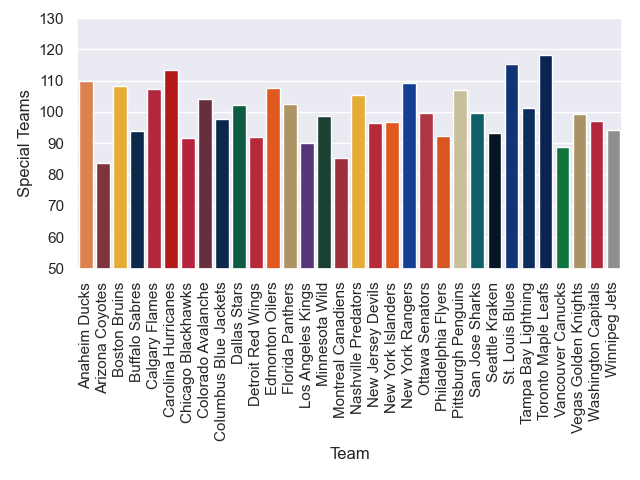 130
120
110
100
90
80
70
60
50
Special Teams
Anaheim Ducks
Arizona Coyotes
Boston Bruins
Buffalo Sabres
Calgary Flames
Carolina Hurricanes
Chicago Blackhawks
Colorado Avalanche
Columbus Blue Jackets
Dallas Stars
Detroit Red Wings
Edmonton Oilers
Florida Panthers
Los Angeles Kings
Minnesota Wild
Montreal Canadiens
Nashville Predators
New Jersey Devils
New York Islanders
New York Rangers
Ottawa Senators
Philadelphia Flyers
Pittsburgh Penguins
San Jose Sharks
Seattle Kraken
St. Louis Blues
Tampa Bay Lightning
Toronto Maple Leafs
Vancouver Canucks
Vegas Golden Knights
Washington Capitals
Winnipeg Jets
Team